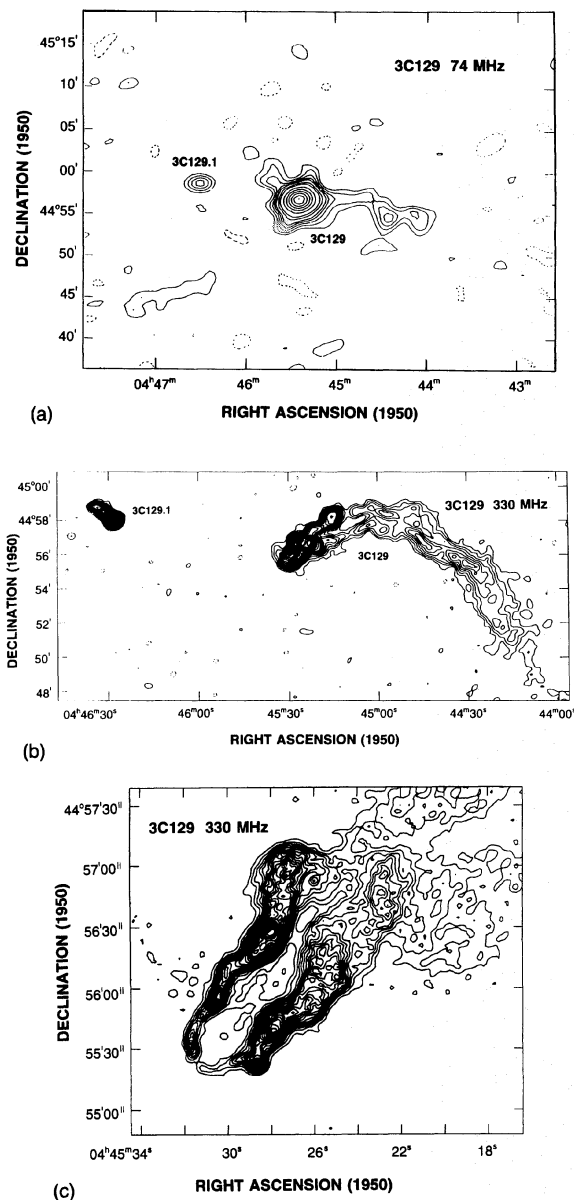 3C129 74 MHz
45°15'
10'
05'
00'
44°55'
50'
45'
40'
DECLINATION (1950)
3C129.1
3C129
04ʰ47ᵐ 46ᵐ 45ᵐ 44ᵐ 43ᵐ
RIGHT ASCENSION (1950)
(a)
3C129 330 MHz
45°00'
44°58'
56'
54'
52'
50'
48'
DECLINATION (1950)
3C129.1
3C129
04ʰ46ᵐ30ˢ 46ᵐ00ˢ 45ᵐ30ˢ 45ᵐ00ˢ 44ᵐ30ˢ 44ᵐ00ˢ
RIGHT ASCENSION (1950)
(b)
3C129 330 MHz
44°57'30"
57'00"
56'30"
56'00"
55'30"
55'00"
DECLINATION (1950)
04ʰ45ᵐ34ˢ 30ˢ 26ˢ 22ˢ 18ˢ
RIGHT ASCENSION (1950)
(c)